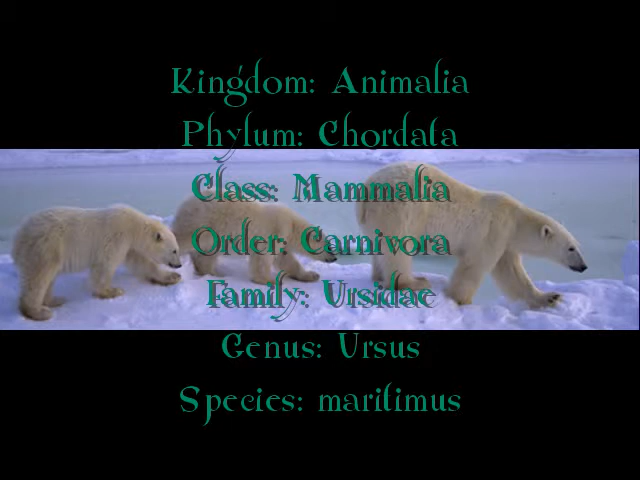 Kingdom: Animalia
Phylum: Chordata
Class: Mammalia
Order: Carnivora
Family: Ursidae
Genus: Ursus
Species: maritimus